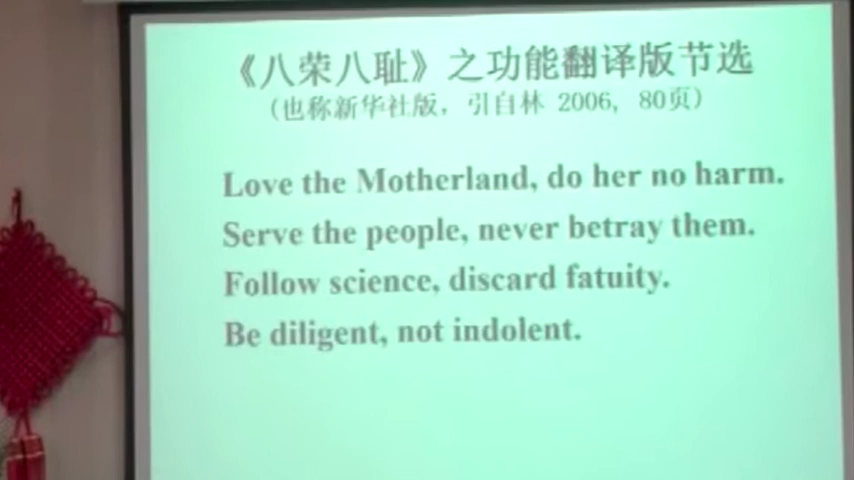 《八荣八耻》之功能翻译版节选
（也称新华社版，引自林 2006, 80页）
Love the Motherland, do her no harm.
Serve the people, never betray them.
Follow science, discard fatuity.
Be diligent, not indolent.